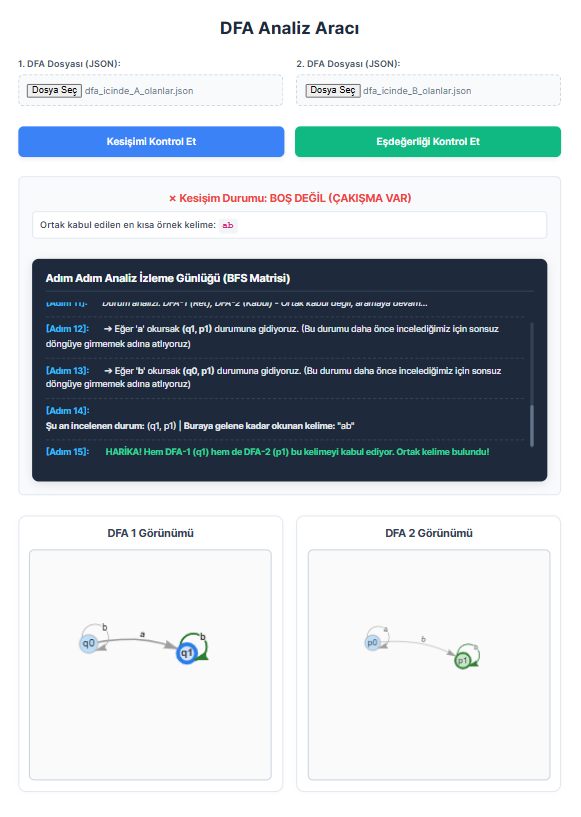 DFA Analiz Aracı
1. DFA Dosyası (JSON):
2. DFA Dosyası (JSON):
Dosya Seç dfa_icinde_A_olanlar.json
Dosya Seç dfa_icinde_B_olanlar.json
Kesişimi Kontrol Et
Eşdeğerliği Kontrol Et
× Kesişim Durumu: BOŞ DEĞİL (ÇAKIŞMA VAR)
Ortak kabul edilen en kısa örnek kelime: ab
Adım Adım Analiz İzleme Günlüğü (BFS Matrisi)
[Adım 11]: Durum analizi: DFA-1 (Ret), DFA-2 (Kabul) - Ortak kabul değil, aramaya devam...
[Adım 12]: ➔ Eğer 'a' okursak (q1, p1) durumuna gidiyoruz. (Bu durumu daha önce incelediğimiz için sonsuz
döngüye girmemek adına atlıyoruz)
[Adım 13]: ➔ Eğer 'b' okursak (q0, p1) durumuna gidiyoruz. (Bu durumu daha önce incelediğimiz için sonsuz
döngüye girmemek adına atlıyoruz)
[Adım 14]:
Şu an incelenen durum: (q1, p1) | Buraya gelene kadar okunan kelime: "ab"
[Adım 15]: HARİKA! Hem DFA-1 (q1) hem de DFA-2 (p1) bu kelimeyi kabul ediyor. Ortak kelime bulundu!
DFA 1 Görünümü
b
q0
a
b
q1
DFA 2 Görünümü
a
p0
b
p1